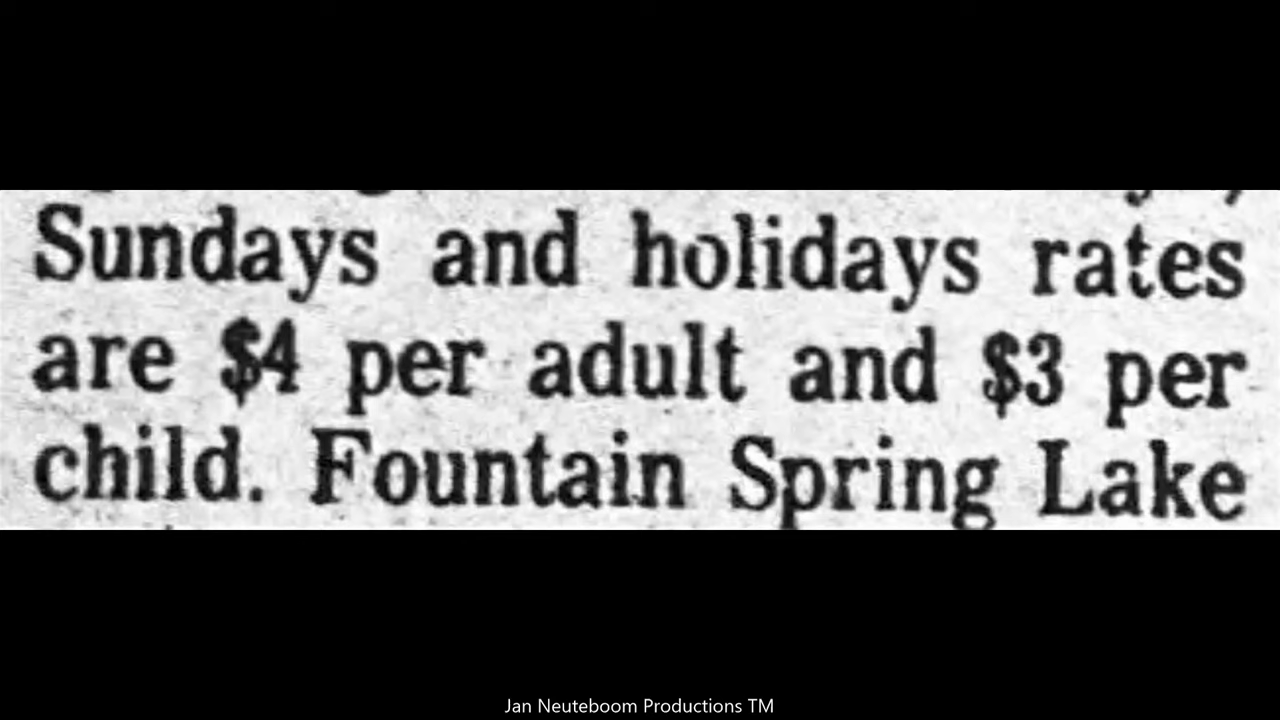 Sundays and holidays rates
are $4 per adult and $3 per
child. Fountain Spring Lake
Jan Neuteboom Productions TM